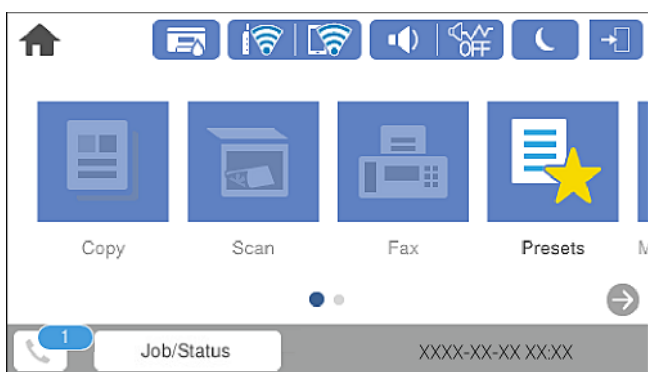 OFF
Copy
Scan
Fax
Presets
M
1
Job/Status
XXXX-XX-XX XX:XX